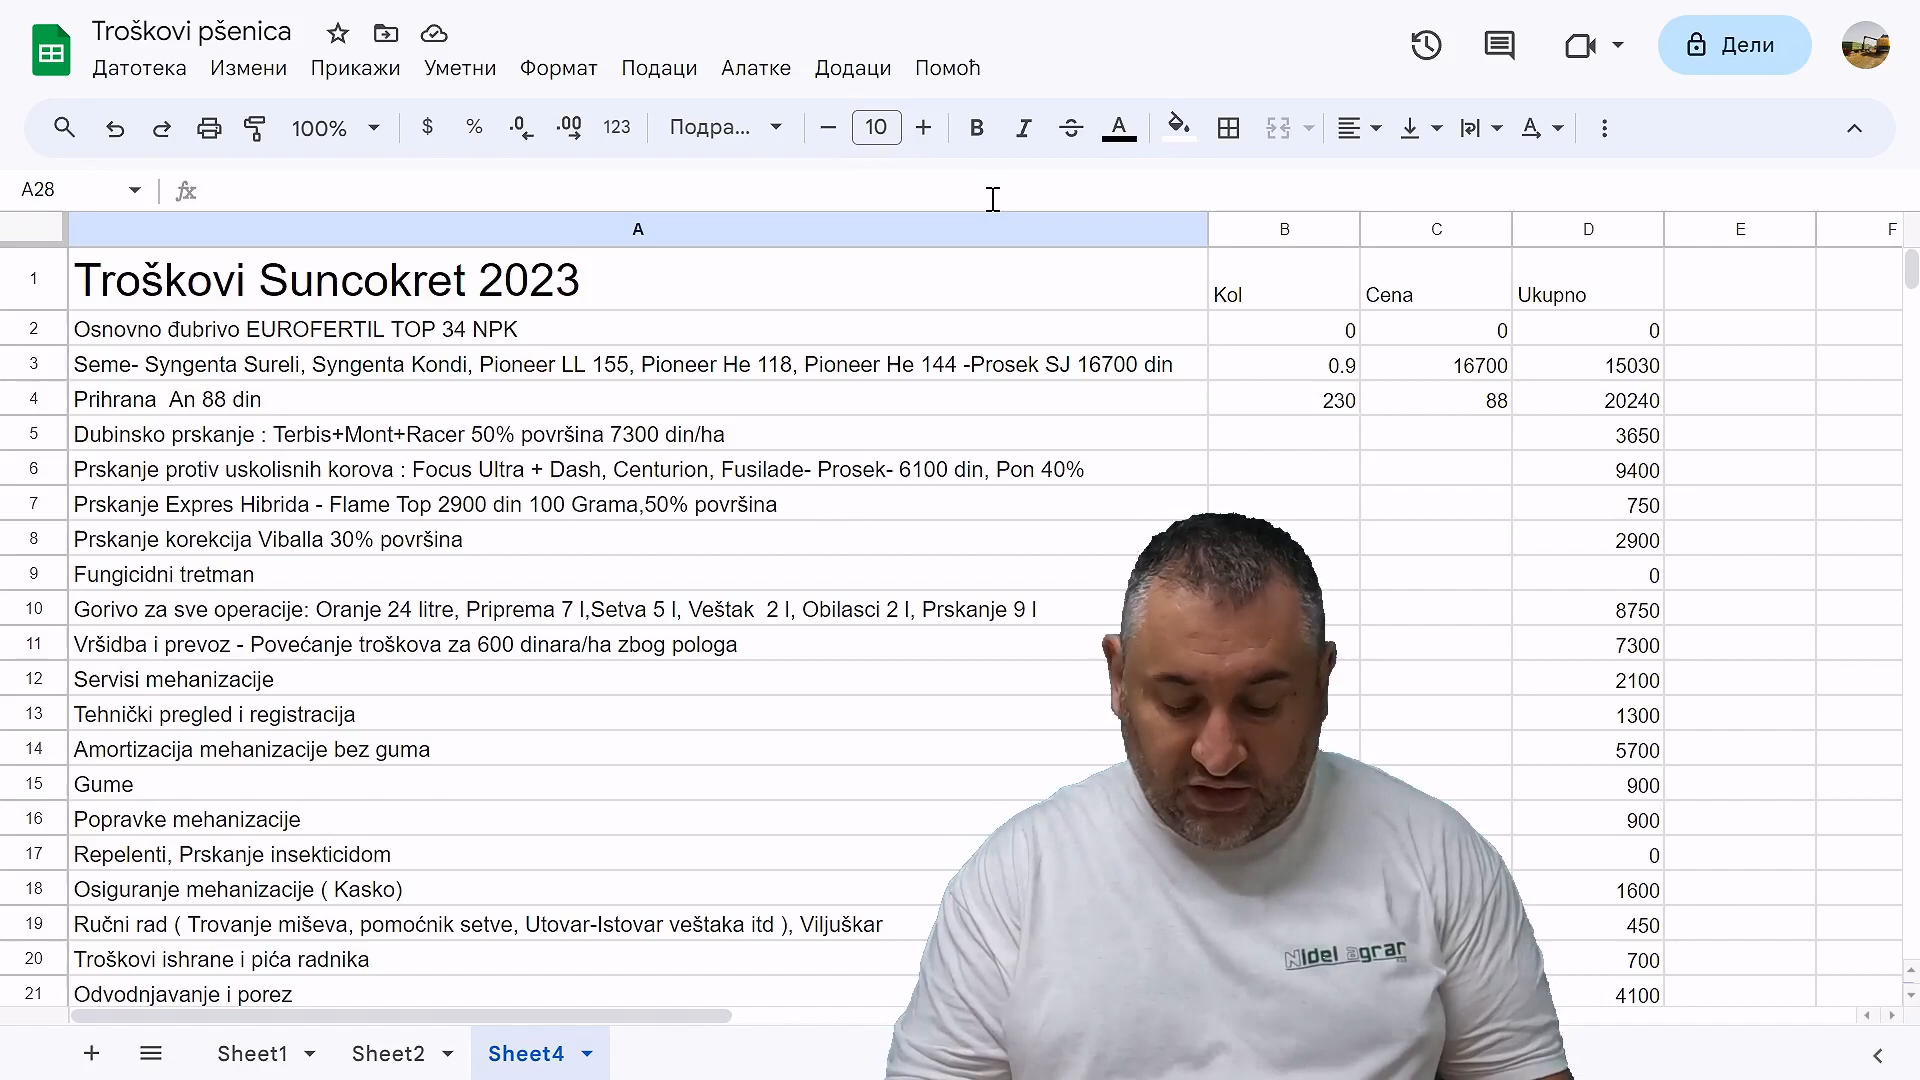 Troškovi pšenica
Датотека Измени Прикажи Уметни Формат Подаци Алатке Додаци Помоћ
Дели
100% $ % .0 .00 123 Подра... 10 B I A
A28 fx
A B C D E F
1 Troškovi Suncokret 2023 Kol Cena Ukupno
2 Osnovno đubrivo EUROFERTIL TOP 34 NPK 0 0 0
3 Seme- Syngenta Sureli, Syngenta Kondi, Pioneer LL 155, Pioneer He 118, Pioneer He 144 -Prosek SJ 16700 din 0.9 16700 15030
4 Prihrana An 88 din 230 88 20240
5 Dubinsko prskanje : Terbis+Mont+Racer 50% površina 7300 din/ha 3650
6 Prskanje protiv uskolisnih korova : Focus Ultra + Dash, Centurion, Fusilade- Prosek- 6100 din, Pon 40% 9400
7 Prskanje Expres Hibrida - Flame Top 2900 din 100 Grama,50% površina 750
8 Prskanje korekcija Viballa 30% površina 2900
9 Fungicidni tretman 0
10 Gorivo za sve operacije: Oranje 24 litre, Priprema 7 l,Setva 5 l, Veštak 2 l, Obilasci 2 l, Prskanje 9 l 8750
11 Vršidba i prevoz - Povećanje troškova za 600 dinara/ha zbog pologa 7300
12 Servisi mehanizacije 2100
13 Tehnički pregled i registracija 1300
14 Amortizacija mehanizacije bez guma 5700
15 Gume 900
16 Popravke mehanizacije 900
17 Repelenti, Prskanje insekticidom 0
18 Osiguranje mehanizacije ( Kasko) 1600
19 Ručni rad ( Trovanje miševa, pomoćnik setve, Utovar-Istovar veštaka itd ), Viljuškar 450
20 Troškovi ishrane i pića radnika 700
21 Odvodnjavanje i porez 4100
Nidel agrar
Sheet1 Sheet2 Sheet4